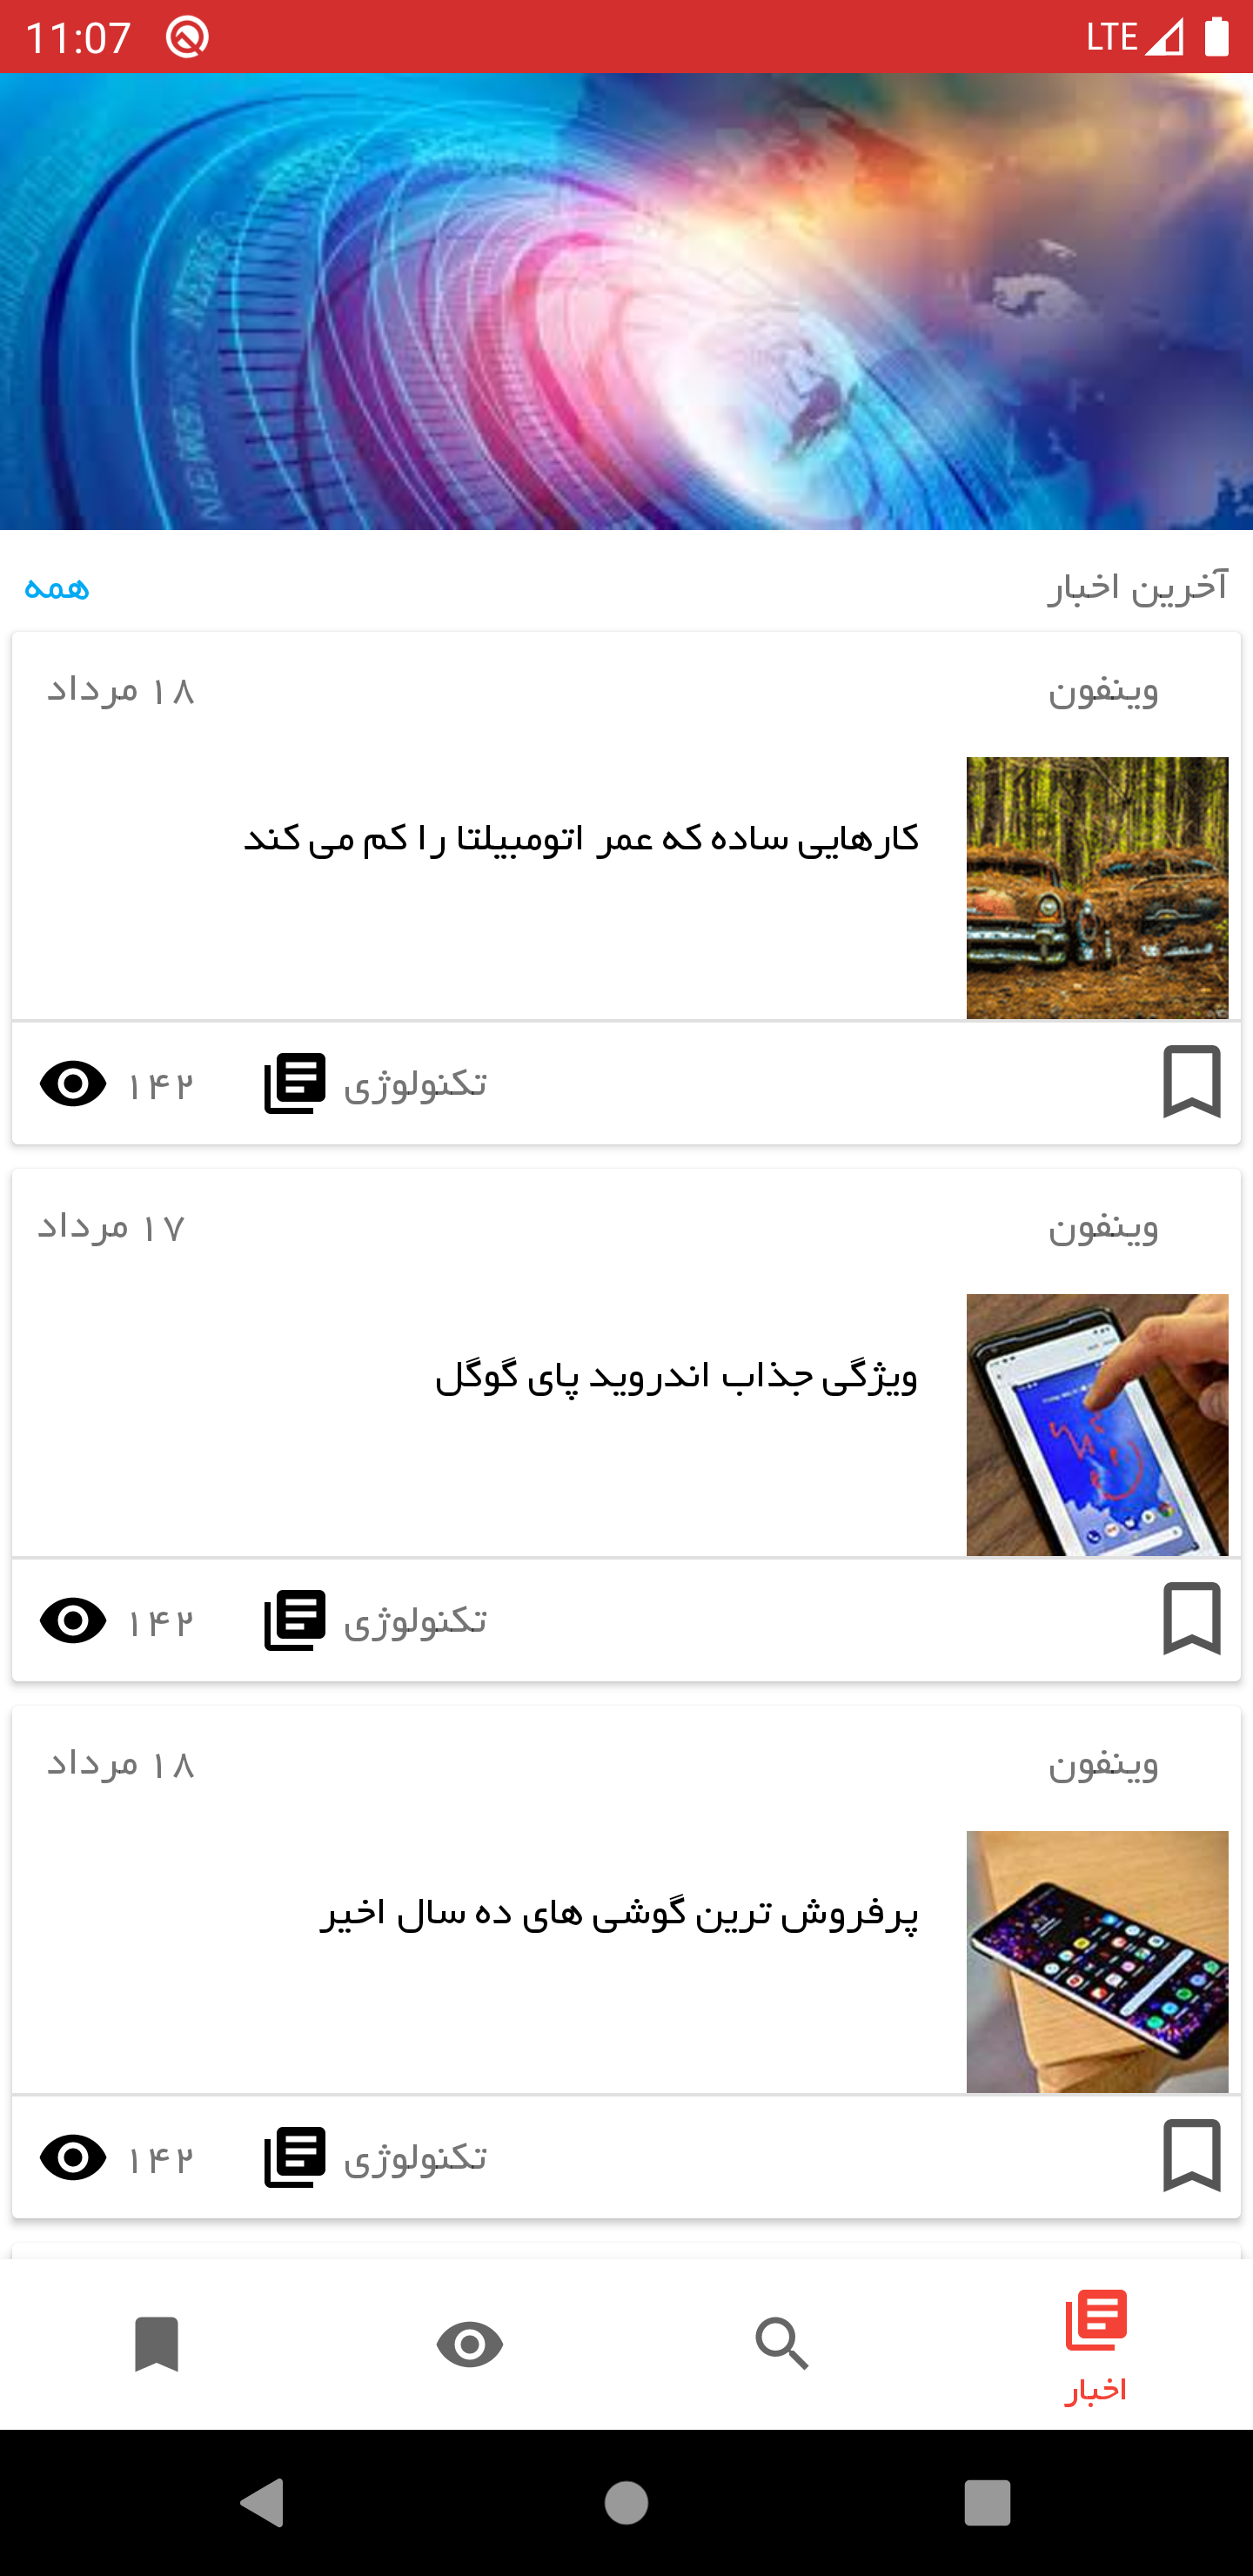 11:07 LTE
NEWS
NEWS
آخرین اخبار همه
وینفون ۱۸ مرداد
کارهایی ساده که عمر اتومبیلتا را کم می کند
تکنولوژی ۱۴۲
وینفون ۱۷ مرداد
ویژگی جذاب اندروید پای گوگل
تکنولوژی ۱۴۲
وینفون ۱۸ مرداد
پرفروش ترین گوشی های ده سال اخیر
تکنولوژی ۱۴۲
اخبار